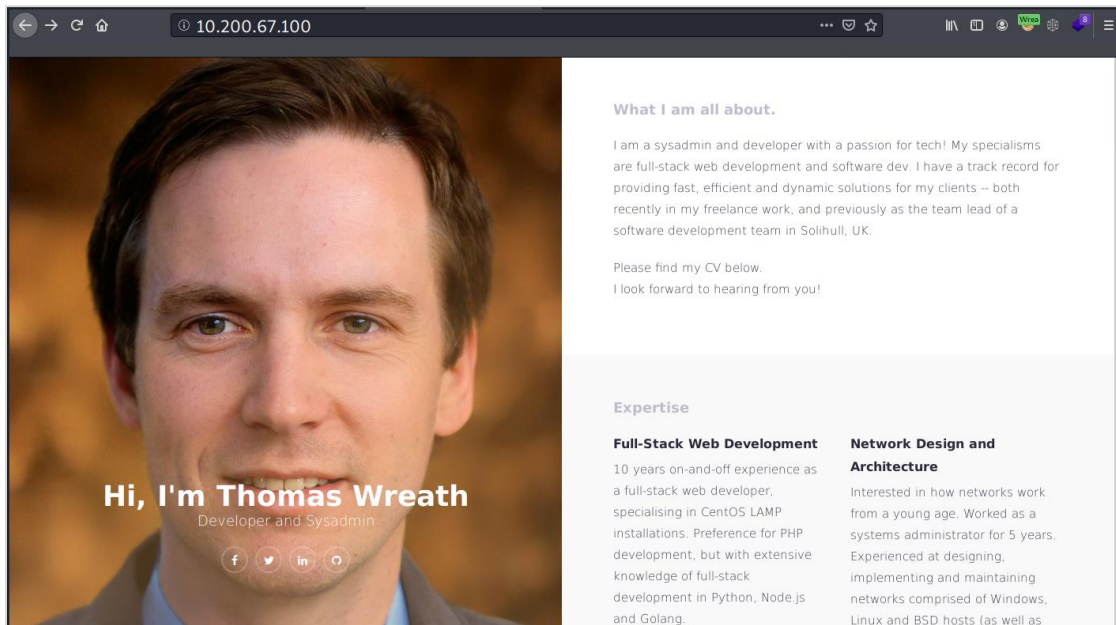 10.200.67.100
Wrea
8
What I am all about.
I am a sysadmin and developer with a passion for tech! My specialisms
are full-stack web development and software dev. I have a track record for
providing fast, efficient and dynamic solutions for my clients -- both
recently in my freelance work, and previously as the team lead of a
software development team in Solihull, UK.
Please find my CV below.
I look forward to hearing from you!
Hi, I'm Thomas Wreath
Developer and Sysadmin
Expertise
Full-Stack Web Development
10 years on-and-off experience as
a full-stack web developer,
specialising in CentOS LAMP
installations. Preference for PHP
development, but with extensive
knowledge of full-stack
development in Python, Node.js
and Golang.
Network Design and
Architecture
Interested in how networks work
from a young age. Worked as a
systems administrator for 5 years.
Experienced at designing,
implementing and maintaining
networks comprised of Windows,
Linux and BSD hosts (as well as